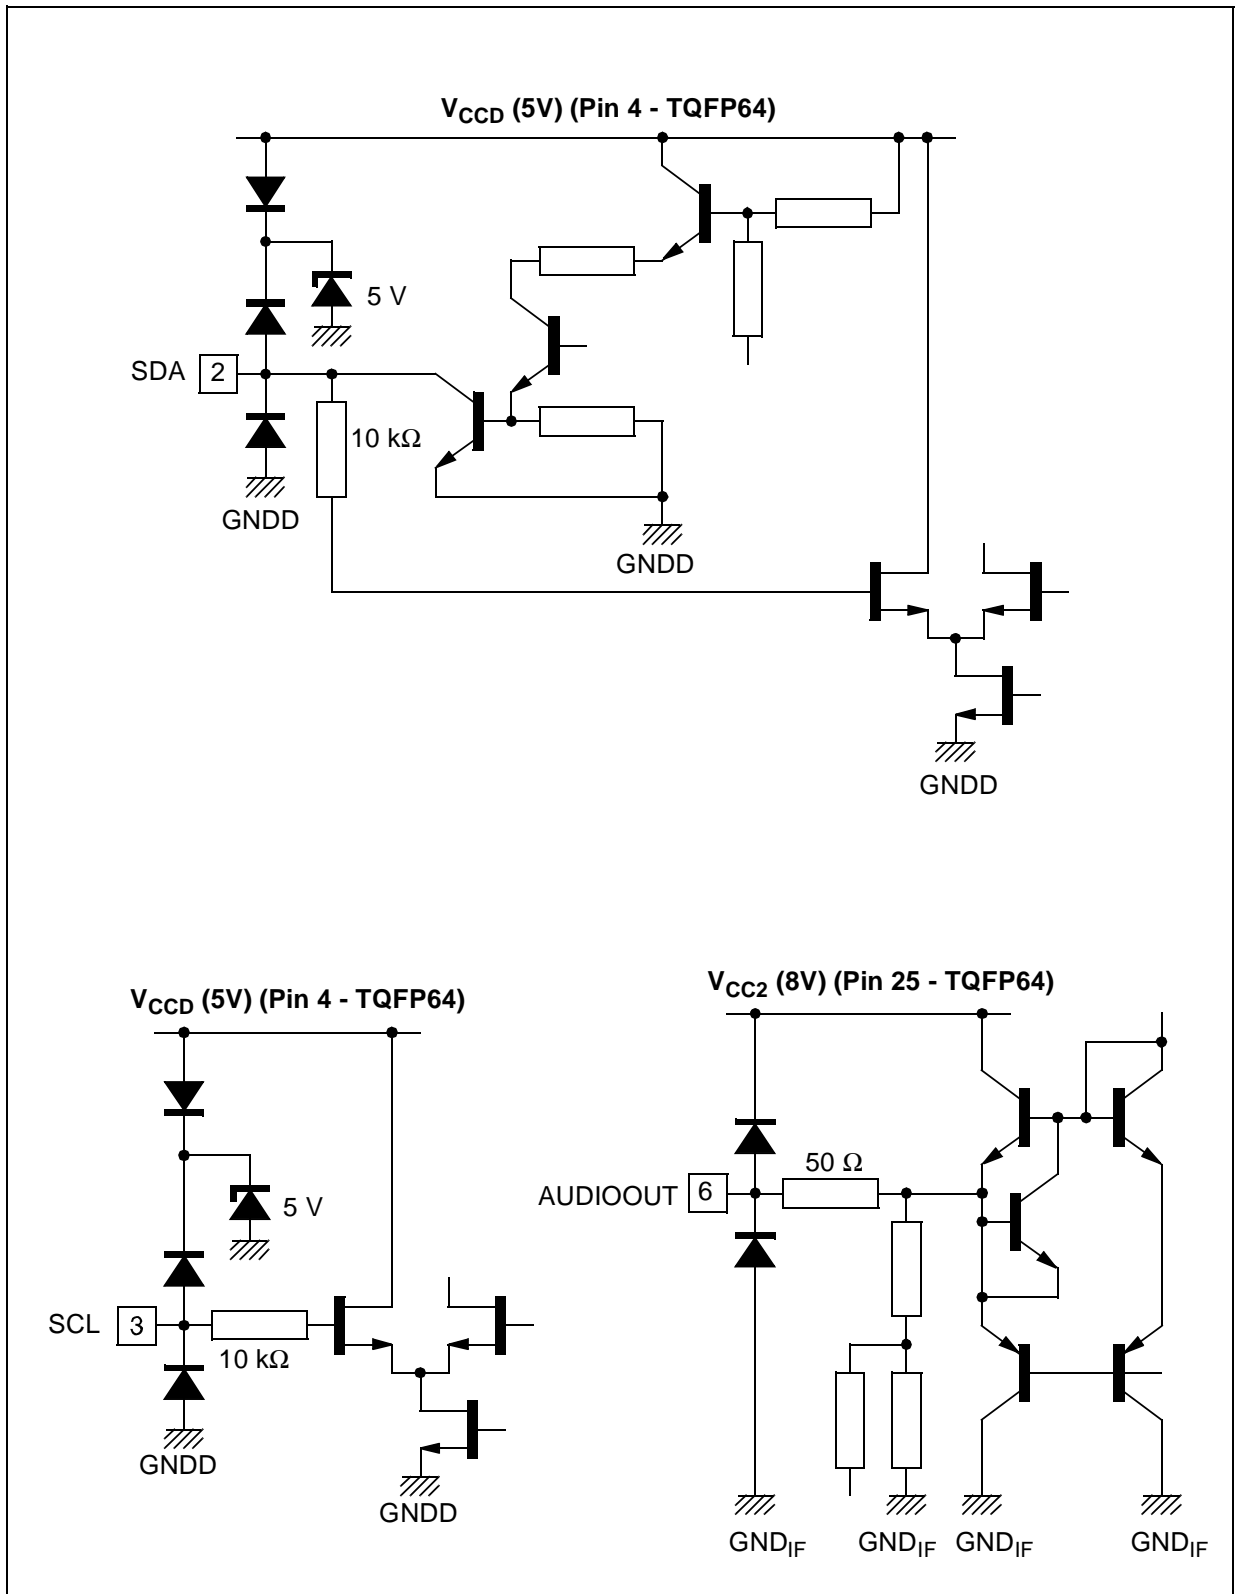 V_CCD (5V) (Pin 4 - TQFP64)
5 V
SDA 2
10 kΩ
GNDD
GNDD
GNDD
V_CCD (5V) (Pin 4 - TQFP64)
5 V
SCL 3
10 kΩ
GNDD
GNDD
V_CC2 (8V) (Pin 25 - TQFP64)
50 Ω
AUDIOOUT 6
GND_IF GND_IF GND_IF GND_IF